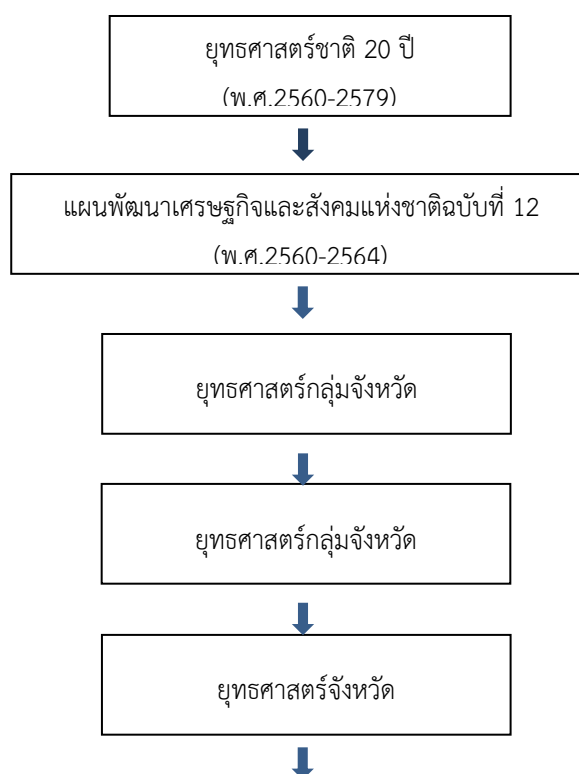 ยุทธศาสตร์ชาติ 20 ปี
(พ.ศ.2560-2579)
แผนพัฒนาเศรษฐกิจและสังคมแห่งชาติฉบับที่ 12
(พ.ศ.2560-2564)
ยุทธศาสตร์กลุ่มจังหวัด
ยุทธศาสตร์กลุ่มจังหวัด
ยุทธศาสตร์จังหวัด